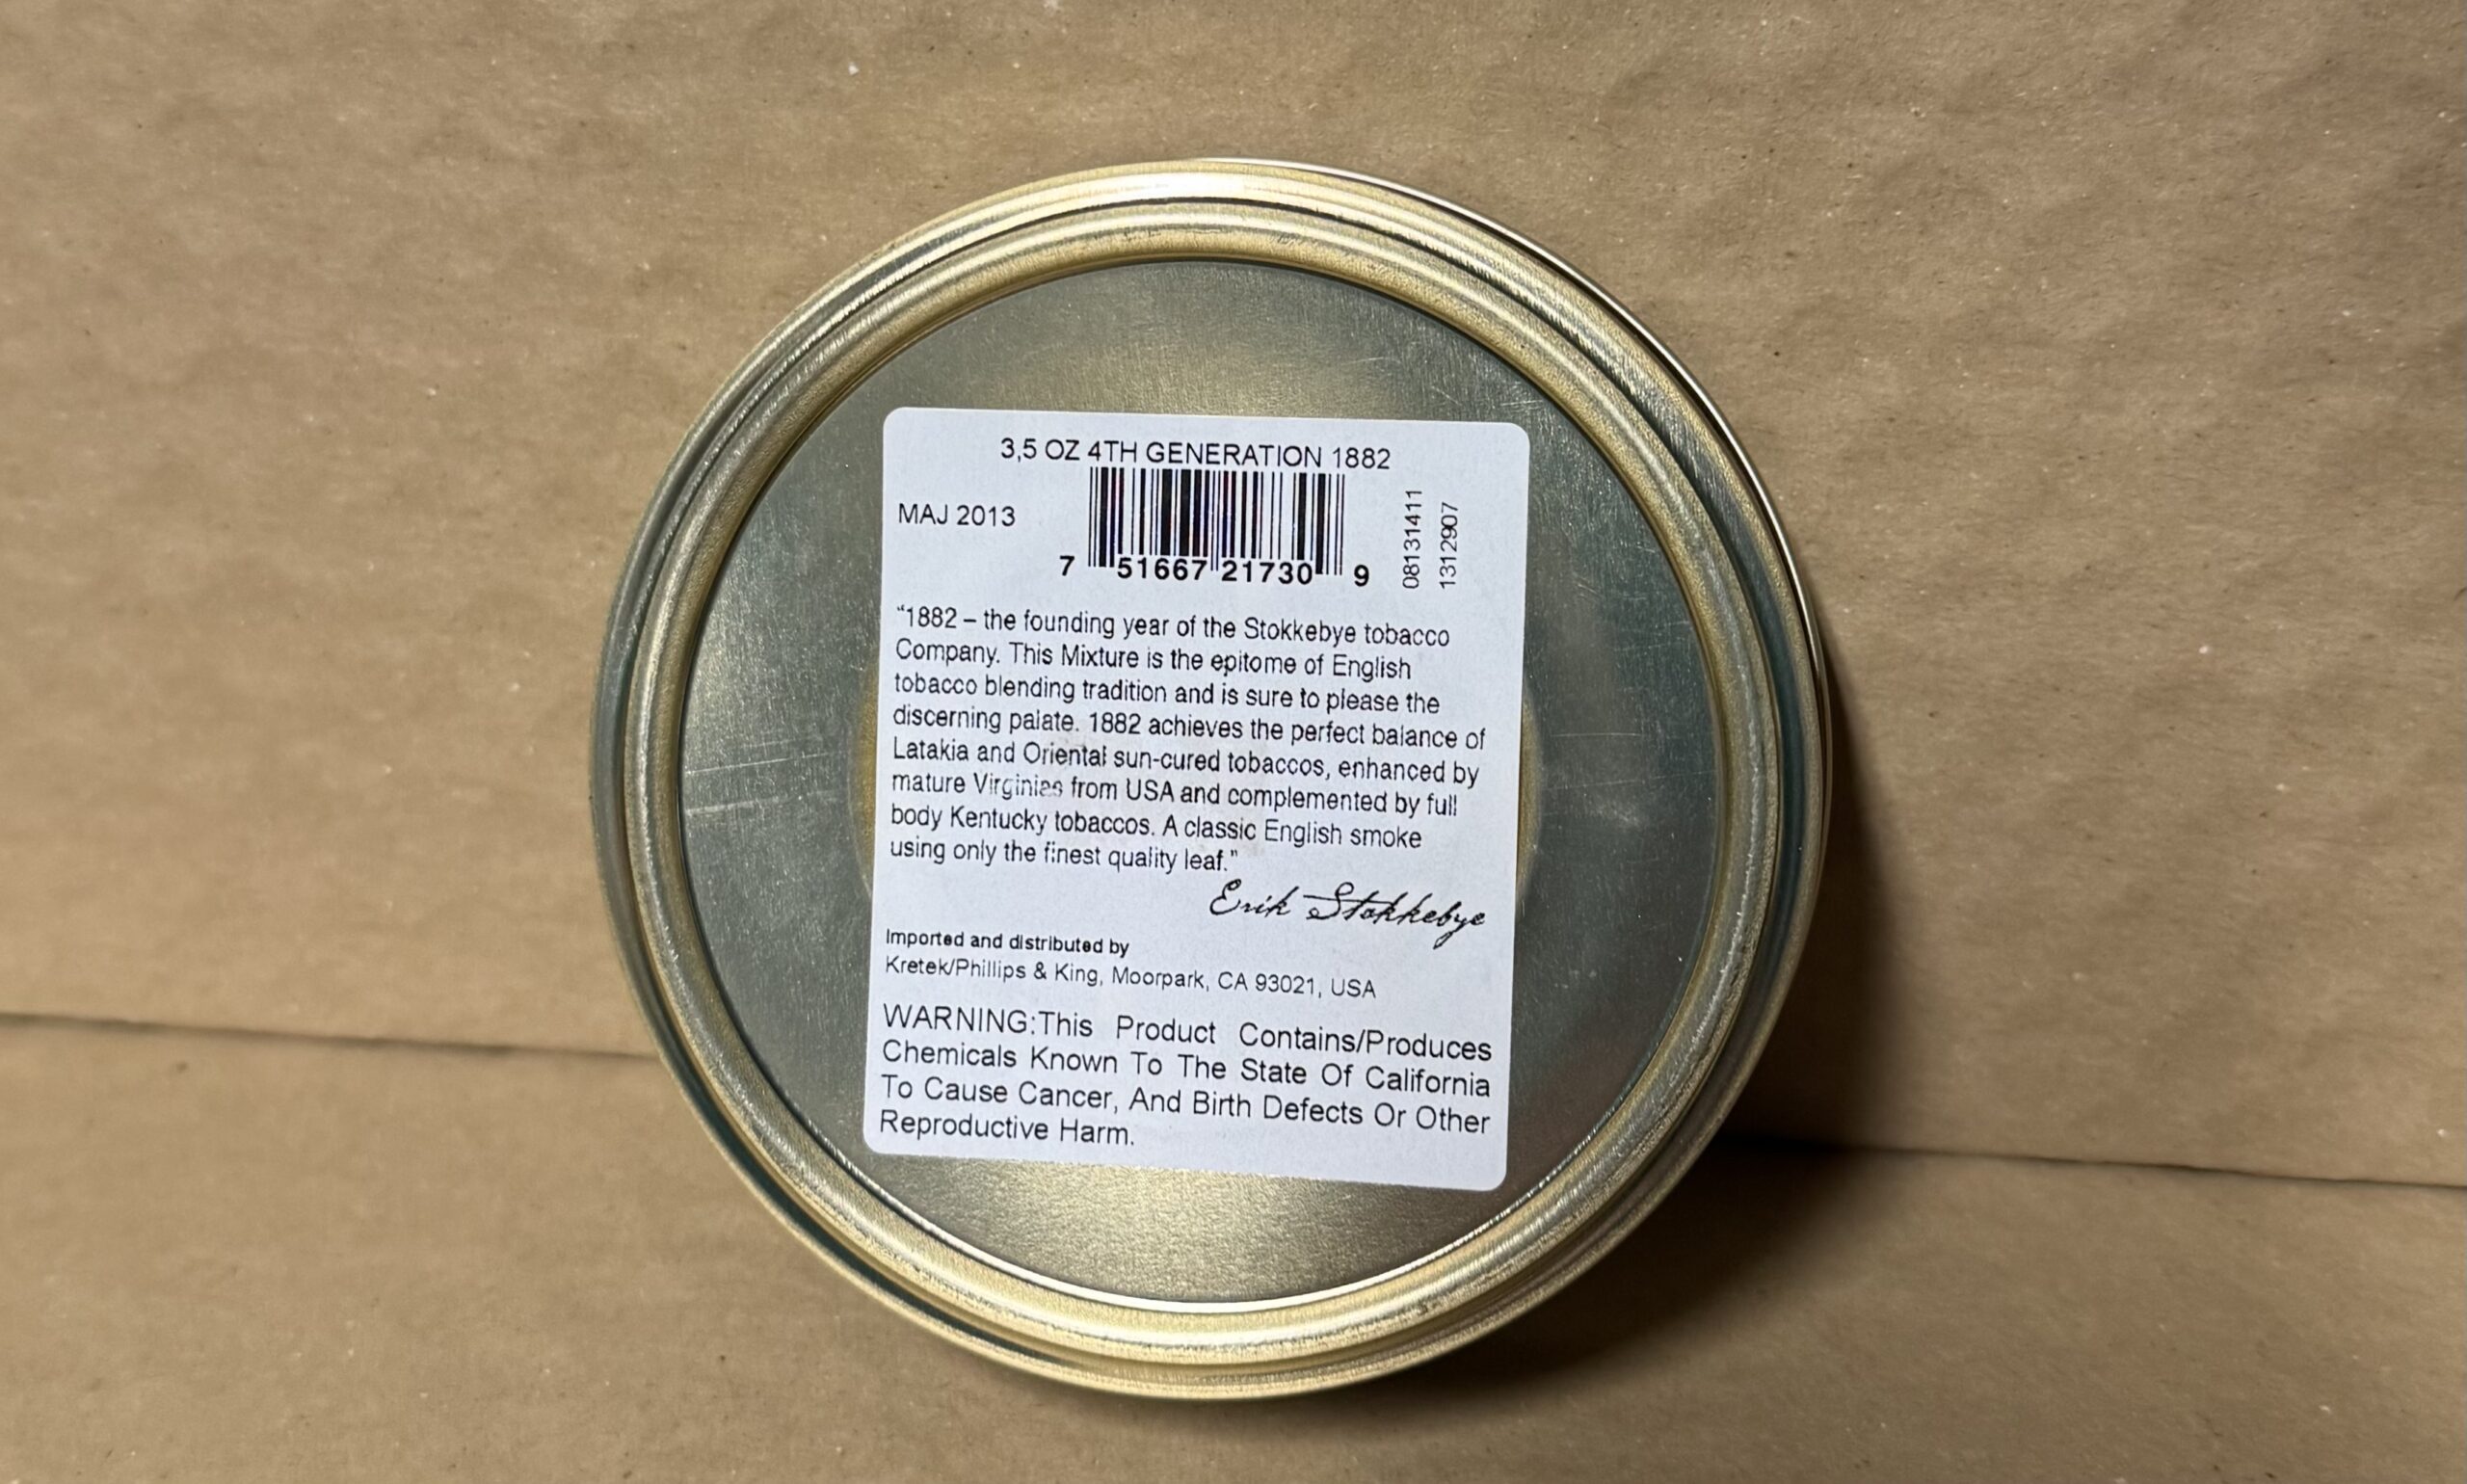 3,5 OZ 4TH GENERATION 1882
MAJ 2013
7 51667 21730 9
08131411
1312907
“1882 – the founding year of the Stokkebye tobacco
Company. This Mixture is the epitome of English
tobacco blending tradition and is sure to please the
discerning palate. 1882 achieves the perfect balance of
Latakia and Oriental sun-cured tobaccos, enhanced by
mature Virginias from USA and complemented by full
body Kentucky tobaccos. A classic English smoke
using only the finest quality leaf.”
Erik Stokkebye
Imported and distributed by
Kretek/Phillips & King, Moorpark, CA 93021, USA
WARNING:This Product Contains/Produces
Chemicals Known To The State Of California
To Cause Cancer, And Birth Defects Or Other
Reproductive Harm.